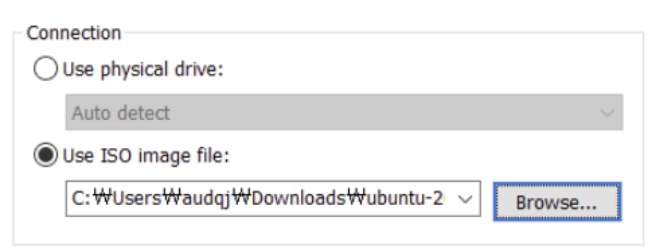 Connection
Use physical drive:
Auto detect
Use ISO image file:
C:₩Users₩audqj₩Downloads₩ubuntu-2
Browse...